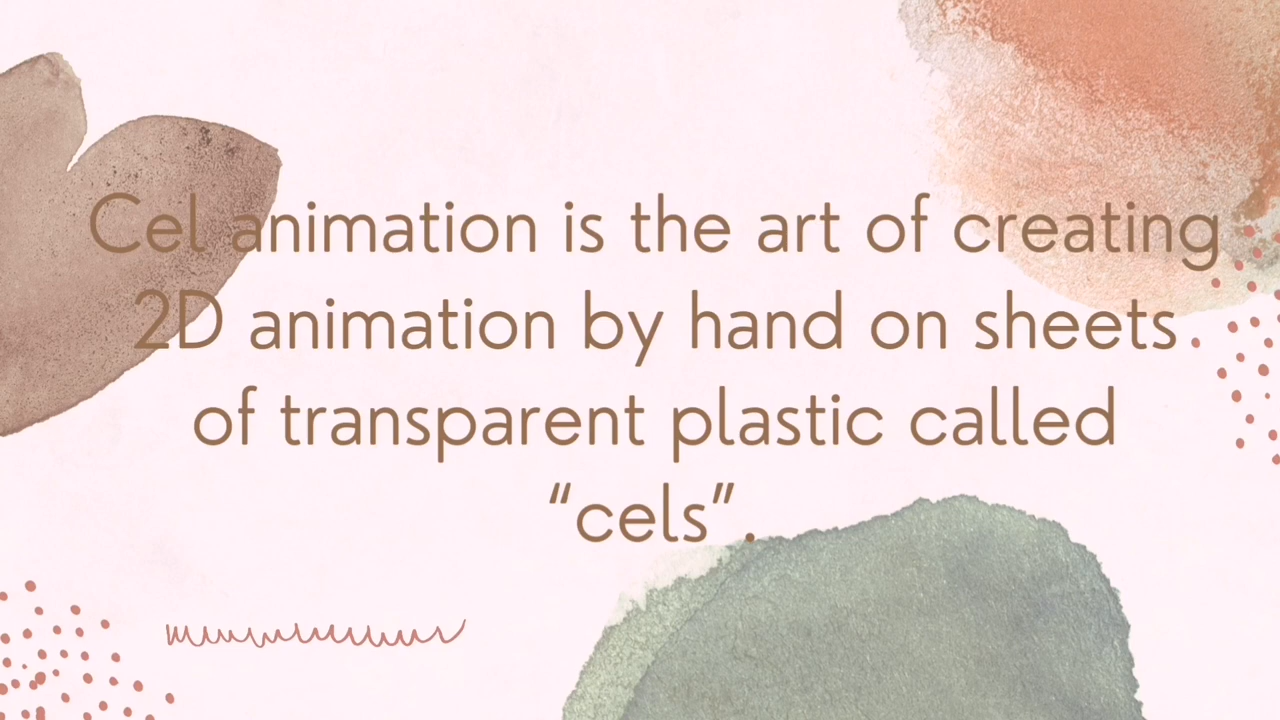 Cel animation is the art of creating
2D animation by hand on sheets
of transparent plastic called
“cels”.